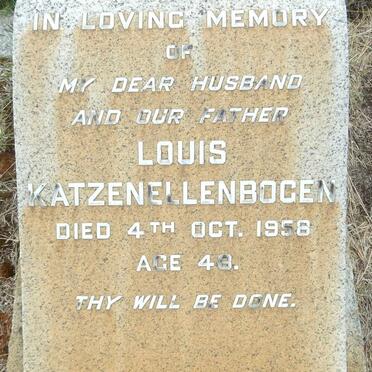 IN LOVING MEMORY
OF
MY DEAR HUSBAND
AND OUR FATHER
LOUIS
KATZENELLENBOGEN
DIED 4TH OCT. 1958
AGE 48.
THY WILL BE DONE.